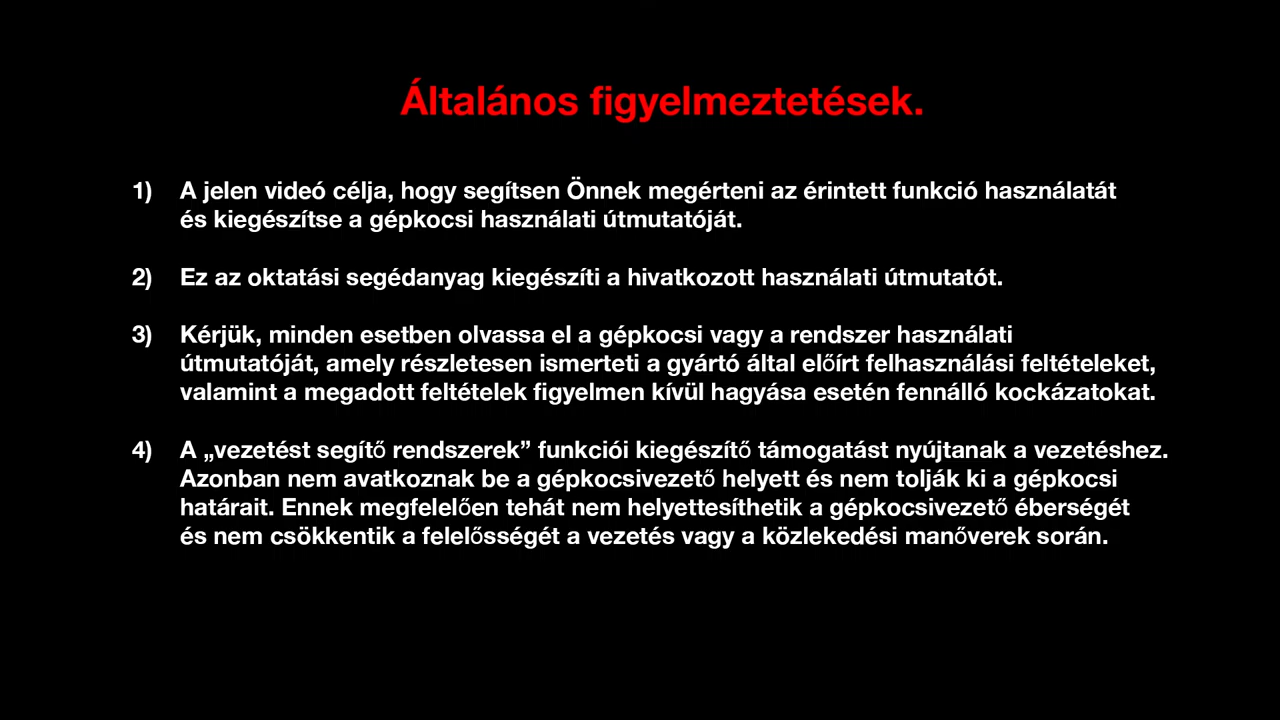 Általános figyelmeztetések.
1) A jelen videó célja, hogy segítsen Önnek megérteni az érintett funkció használatát
és kiegészítse a gépkocsi használati útmutatóját.
2) Ez az oktatási segédanyag kiegészíti a hivatkozott használati útmutatót.
3) Kérjük, minden esetben olvassa el a gépkocsi vagy a rendszer használati
útmutatóját, amely részletesen ismerteti a gyártó által előírt felhasználási feltételeket,
valamint a megadott feltételek figyelmen kívül hagyása esetén fennálló kockázatokat.
4) A „vezetést segítő rendszerek” funkciói kiegészítő támogatást nyújtanak a vezetéshez.
Azonban nem avatkoznak be a gépkocsivezető helyett és nem tolják ki a gépkocsi
határait. Ennek megfelelően tehát nem helyettesíthetik a gépkocsivezető éberségét
és nem csökkentik a felelősségét a vezetés vagy a közlekedési manőverek során.